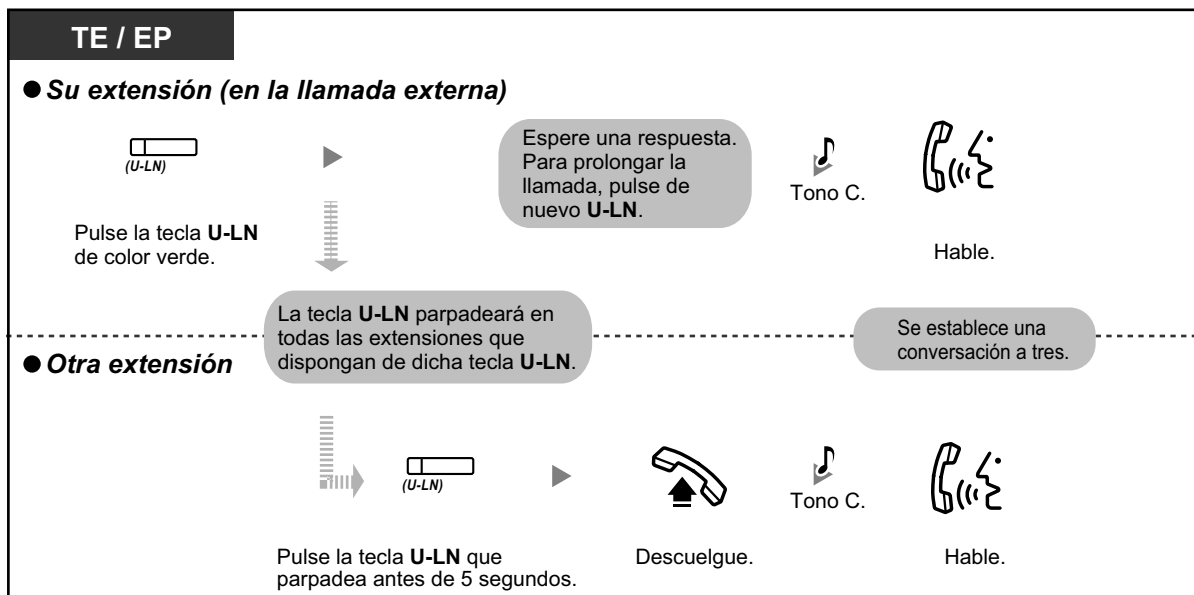 TE / EP
● Su extensión (en la llamada externa)
(U-LN)
Pulse la tecla U-LN
de color verde.
Espere una respuesta.
Para prolongar la
llamada, pulse de
nuevo U-LN.
Tono C.
Hable.
La tecla U-LN parpadeará en
todas las extensiones que
dispongan de dicha tecla U-LN.
Se establece una
conversación a tres.
● Otra extensión
(U-LN)
Pulse la tecla U-LN que
parpadea antes de 5 segundos.
Descuelgue.
Tono C.
Hable.